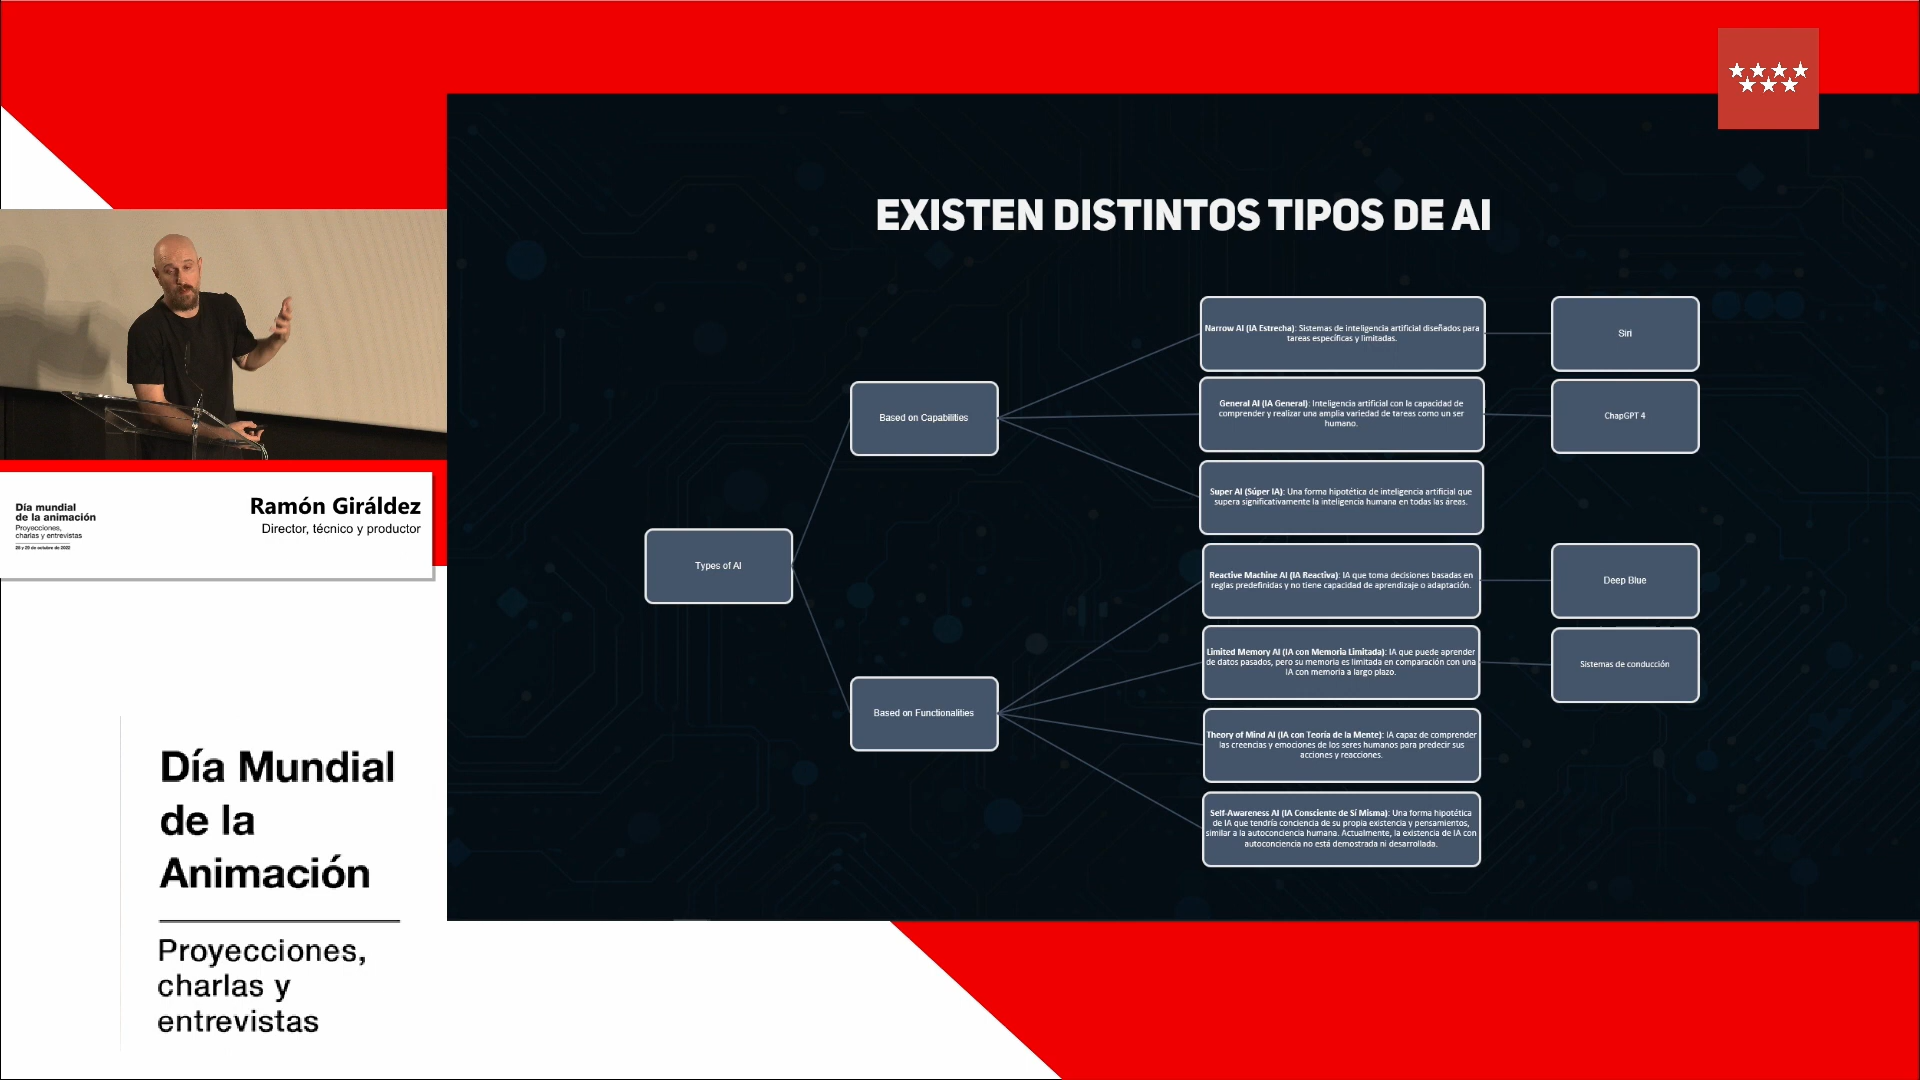 EXISTEN DISTINTOS TIPOS DE AI
Types of AI
Based on Capabilities
Narrow AI (IA Estrecha): Sistemas de inteligencia artificial diseñados para
tareas específicas y limitadas.
Siri
General AI (IA General): Inteligencia artificial con la capacidad de
comprender y realizar una amplia variedad de tareas como un ser
humano.
ChapGPT 4
Super AI (Súper IA): Una forma hipotética de inteligencia artificial que
supera significativamente la inteligencia humana en todas las áreas.
Based on Functionalities
Reactive Machine AI (IA Reactiva): IA que toma decisiones basadas en
reglas predefinidas y no tiene capacidad de aprendizaje o adaptación.
Deep Blue
Limited Memory AI (IA con Memoria Limitada): IA que puede aprender
de datos pasados, pero su memoria es limitada en comparación con una
IA con memoria a largo plazo.
Sistemas de conducción
Theory of Mind AI (IA con Teoría de la Mente): IA capaz de comprender
las creencias y emociones de los seres humanos para predecir sus
acciones y reacciones.
Self-Awareness AI (IA Consciente de Sí Misma): Una forma hipotética
de IA que tendría conciencia de su propia existencia y pensamientos,
similar a la autoconciencia humana. Actualmente, la existencia de IA con
autoconciencia no está demostrada ni desarrollada.
Día mundial
de la animación
Proyecciones,
charlas y entrevistas
Ramón Giráldez
Director, técnico y productor
Día Mundial
de la
Animación
Proyecciones,
charlas y
entrevistas